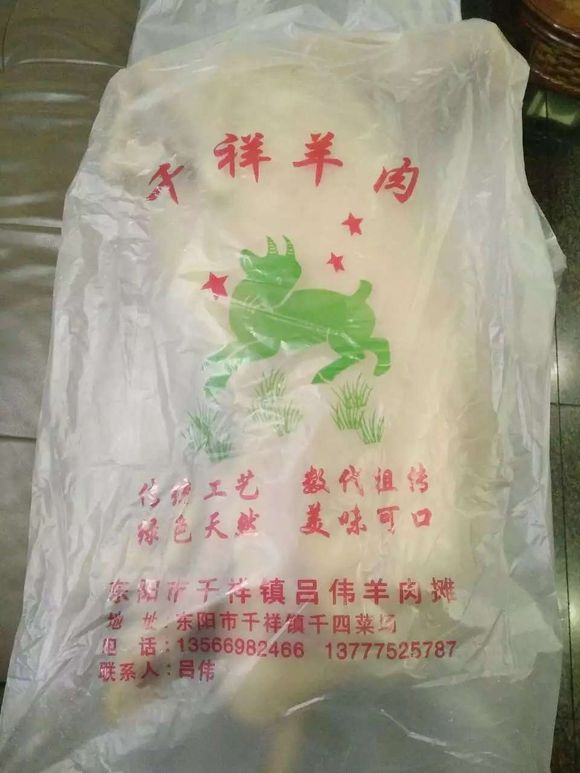 千祥羊肉
传统工艺 数代祖传
绿色天然 美味可口
东阳市千祥镇吕伟羊肉摊
地 址:东阳市千祥镇千四菜场
电 话:13566982466 13777525787
联系人:吕伟